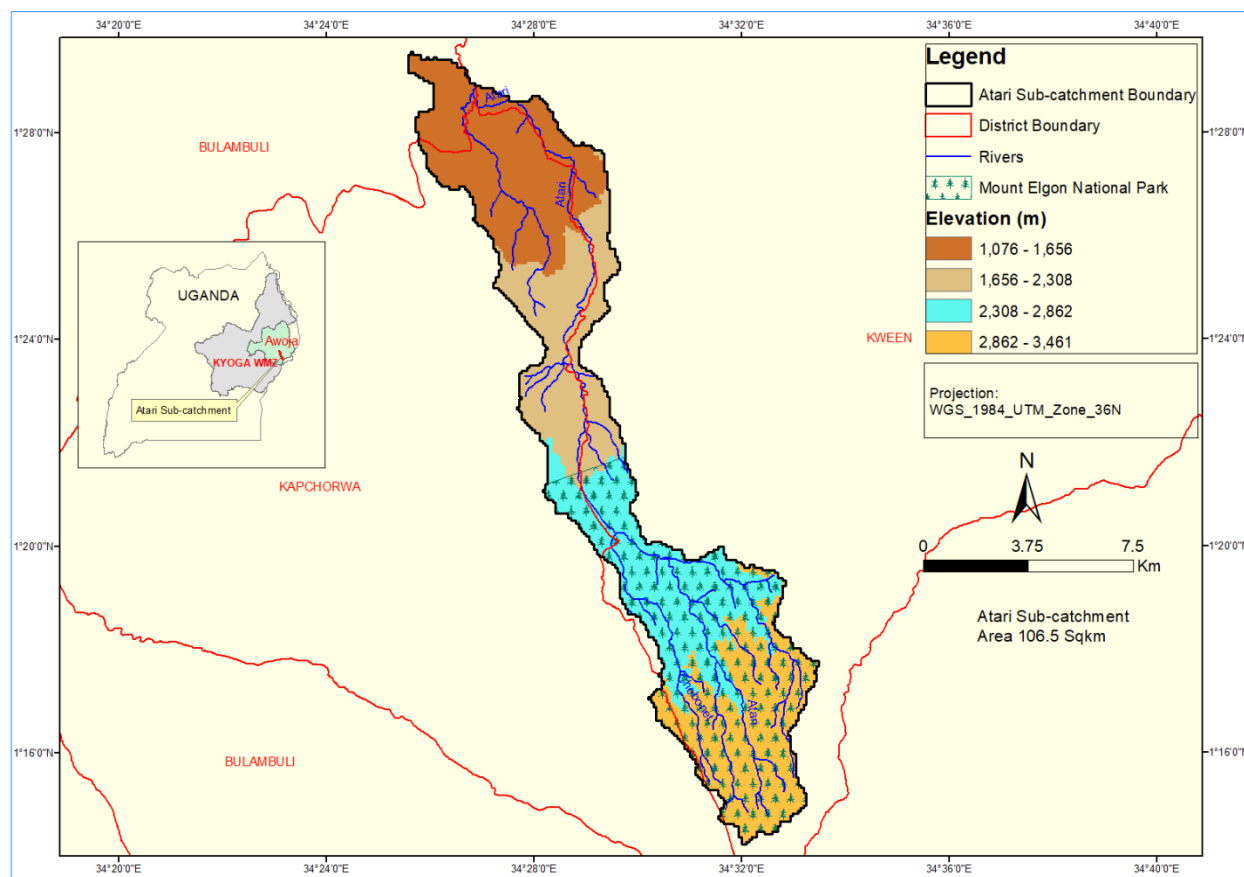 34°20'0"E
34°24'0"E
34°28'0"E
34°32'0"E
34°36'0"E
34°40'0"E
Legend
Atari Sub-catchment Boundary
District Boundary
Rivers
Mount Elgon National Park
Elevation (m)
1,076 - 1,656
1,656 - 2,308
2,308 - 2,862
2,862 - 3,461
Projection:
WGS_1984_UTM_Zone_36N
N
0 3.75 7.5
Km
Atari Sub-catchment
Area 106.5 Sqkm
1°28'0"N
1°28'0"N
1°24'0"N
1°24'0"N
1°20'0"N
1°20'0"N
1°16'0"N
1°16'0"N
BULAMBULI
Atari
Atari
UGANDA
Awoja
KYOGA WMZ
Atari Sub-catchment
KWEEN
KAPCHORWA
Atari
BULAMBULI
34°20'0"E
34°24'0"E
34°28'0"E
34°32'0"E
34°36'0"E
34°40'0"E